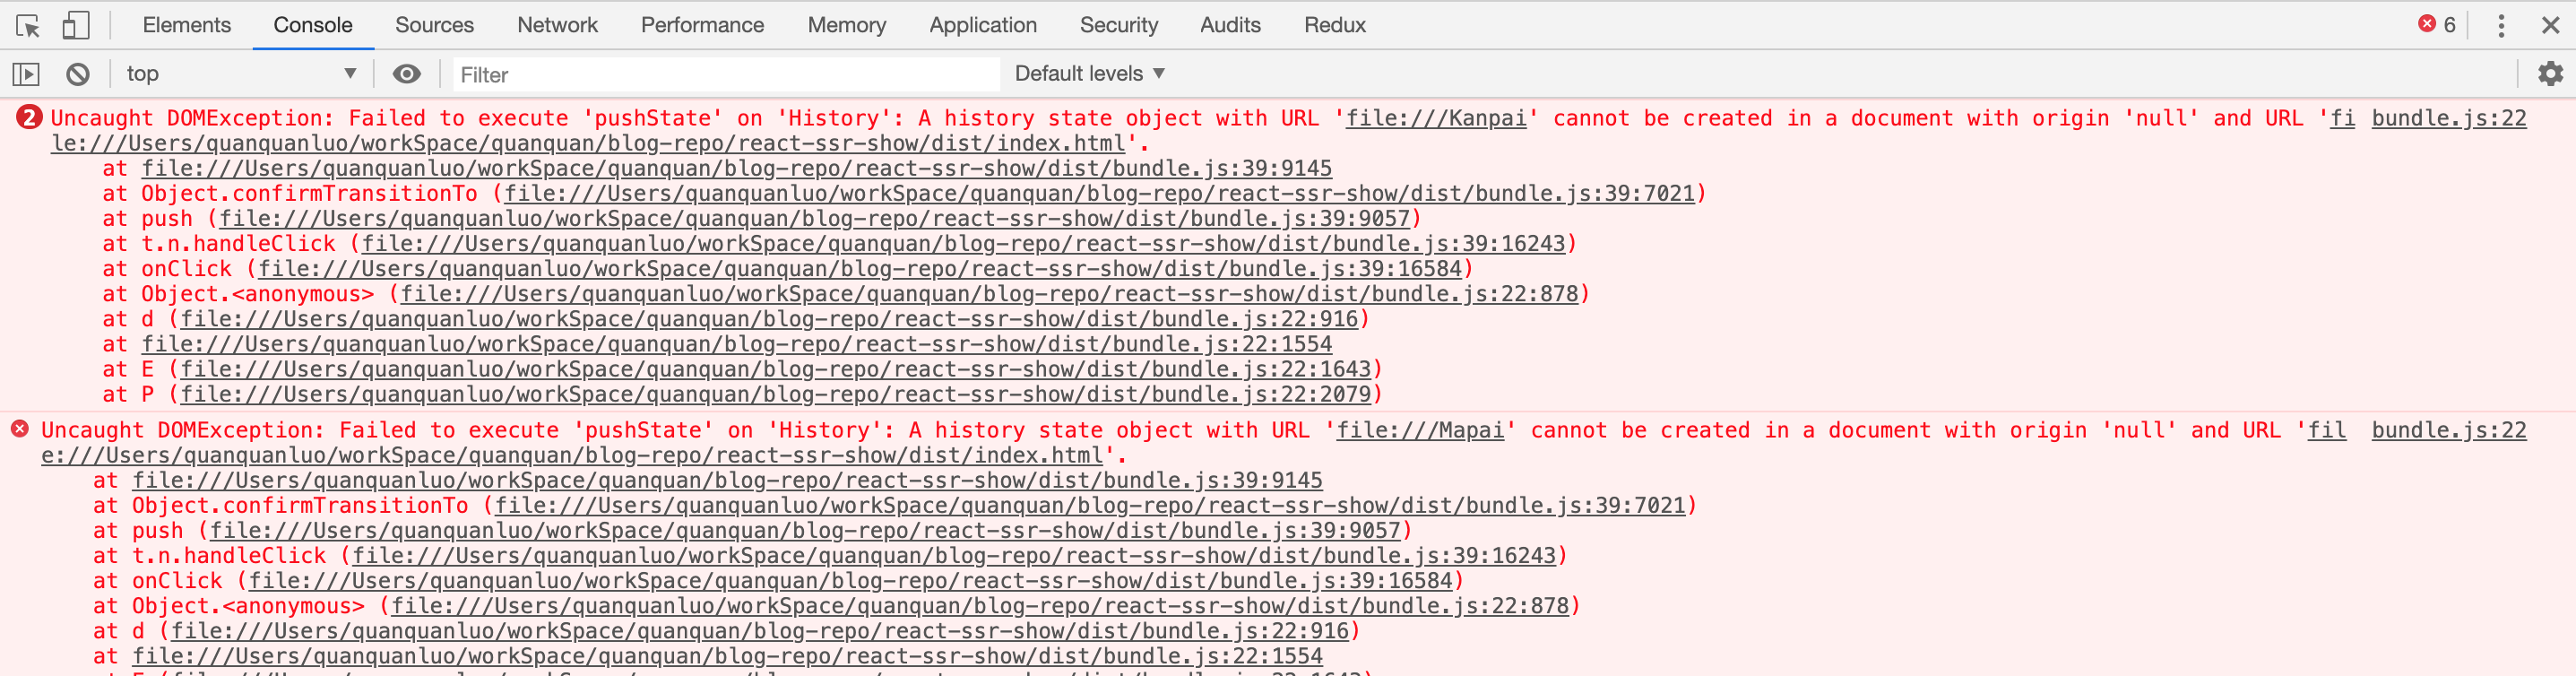 Elements Console Sources Network Performance Memory Application Security Audits Redux 6
top Filter Default levels
2 Uncaught DOMException: Failed to execute 'pushState' on 'History': A history state object with URL 'file:///Kanpai' cannot be created in a document with origin 'null' and URL 'fi bundle.js:22
le:///Users/quanquanluo/workSpace/quanquan/blog-repo/react-ssr-show/dist/index.html'.
at file:///Users/quanquanluo/workSpace/quanquan/blog-repo/react-ssr-show/dist/bundle.js:39:9145
at Object.confirmTransitionTo (file:///Users/quanquanluo/workSpace/quanquan/blog-repo/react-ssr-show/dist/bundle.js:39:7021)
at push (file:///Users/quanquanluo/workSpace/quanquan/blog-repo/react-ssr-show/dist/bundle.js:39:9057)
at t.n.handleClick (file:///Users/quanquanluo/workSpace/quanquan/blog-repo/react-ssr-show/dist/bundle.js:39:16243)
at onClick (file:///Users/quanquanluo/workSpace/quanquan/blog-repo/react-ssr-show/dist/bundle.js:39:16584)
at Object.<anonymous> (file:///Users/quanquanluo/workSpace/quanquan/blog-repo/react-ssr-show/dist/bundle.js:22:878)
at d (file:///Users/quanquanluo/workSpace/quanquan/blog-repo/react-ssr-show/dist/bundle.js:22:916)
at file:///Users/quanquanluo/workSpace/quanquan/blog-repo/react-ssr-show/dist/bundle.js:22:1554
at E (file:///Users/quanquanluo/workSpace/quanquan/blog-repo/react-ssr-show/dist/bundle.js:22:1643)
at P (file:///Users/quanquanluo/workSpace/quanquan/blog-repo/react-ssr-show/dist/bundle.js:22:2079)
Uncaught DOMException: Failed to execute 'pushState' on 'History': A history state object with URL 'file:///Mapai' cannot be created in a document with origin 'null' and URL 'fil bundle.js:22
e:///Users/quanquanluo/workSpace/quanquan/blog-repo/react-ssr-show/dist/index.html'.
at file:///Users/quanquanluo/workSpace/quanquan/blog-repo/react-ssr-show/dist/bundle.js:39:9145
at Object.confirmTransitionTo (file:///Users/quanquanluo/workSpace/quanquan/blog-repo/react-ssr-show/dist/bundle.js:39:7021)
at push (file:///Users/quanquanluo/workSpace/quanquan/blog-repo/react-ssr-show/dist/bundle.js:39:9057)
at t.n.handleClick (file:///Users/quanquanluo/workSpace/quanquan/blog-repo/react-ssr-show/dist/bundle.js:39:16243)
at onClick (file:///Users/quanquanluo/workSpace/quanquan/blog-repo/react-ssr-show/dist/bundle.js:39:16584)
at Object.<anonymous> (file:///Users/quanquanluo/workSpace/quanquan/blog-repo/react-ssr-show/dist/bundle.js:22:878)
at d (file:///Users/quanquanluo/workSpace/quanquan/blog-repo/react-ssr-show/dist/bundle.js:22:916)
at file:///Users/quanquanluo/workSpace/quanquan/blog-repo/react-ssr-show/dist/bundle.js:22:1554